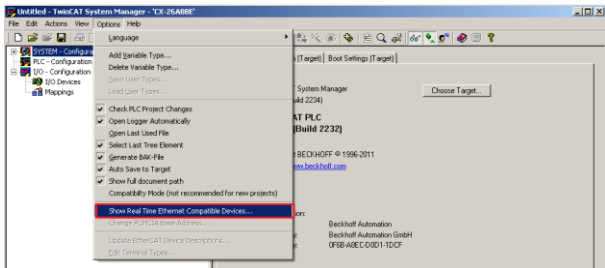 Untitled - TwinCAT System Manager - 'CX-26ABBE'
File Edit Actions View Options Help
SYSTEM - Configura
PLC - Configuration
I/O - Configuration
I/O Devices
Mappings
Language
Add Variable Type...
Delete Variable Type...
Save User Types...
Load User Types...
Check PLC Project Changes
Open Logger Automatically
Open Last Used File
Select Last Tree Element
Generate BAK-File
Auto Save to Target
Show full document path
Compatibilty Mode (not recommended for new projects)
Show Real Time Ethernet Compatible Devices...
Change PCMCIA Base Address...
Update EtherCAT Device Descriptions...
Edit Terminal Types...
(Target) Boot Settings (Target)
System Manager
uild 2234)
Choose Target...
AT PLC
(Build 2232)
BECKHOFF © 1996-2011
www.beckhoff.com
on:
Beckhoff Automation
Beckhoff Automation GmbH
0F6B-A8EC-D0D1-1DCF